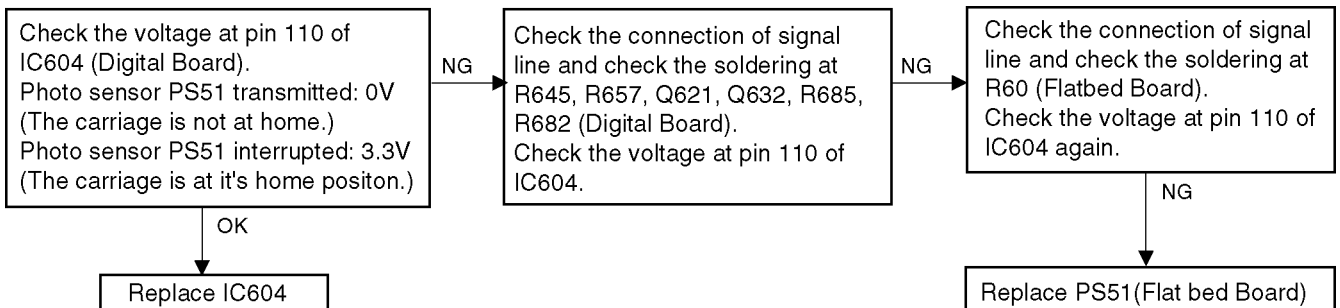 Check the voltage at pin 110 of
IC604 (Digital Board).
Photo sensor PS51 transmitted: 0V
(The carriage is not at home.)
Photo sensor PS51 interrupted: 3.3V
(The carriage is at it's home positon.)
NG
Check the connection of signal
line and check the soldering at
R645, R657, Q621, Q632, R685,
R682 (Digital Board).
Check the voltage at pin 110 of
IC604.
NG
Check the connection of signal
line and check the soldering at
R60 (Flatbed Board).
Check the voltage at pin 110 of
IC604 again.
OK
NG
Replace IC604
Replace PS51(Flat bed Board)